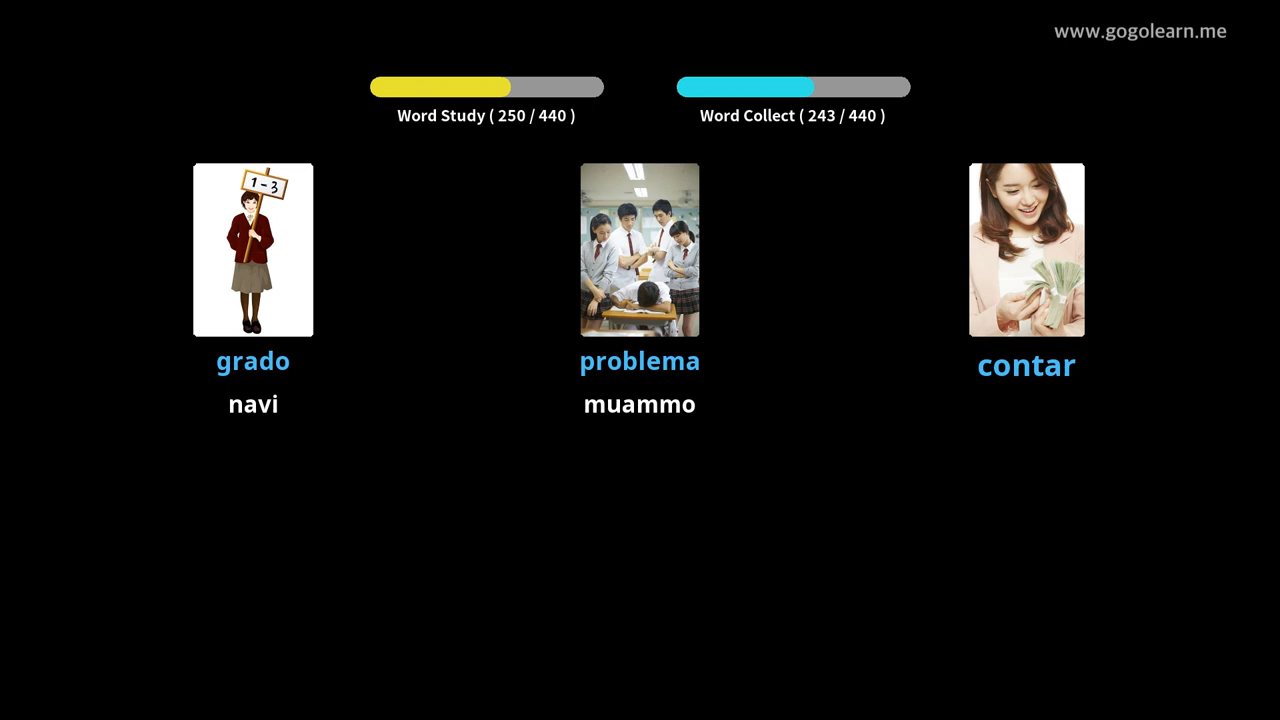 www.gogolearn.me
Word Study ( 250 / 440 )
Word Collect ( 243 / 440 )
1-3
grado
problema
contar
navi
muammo